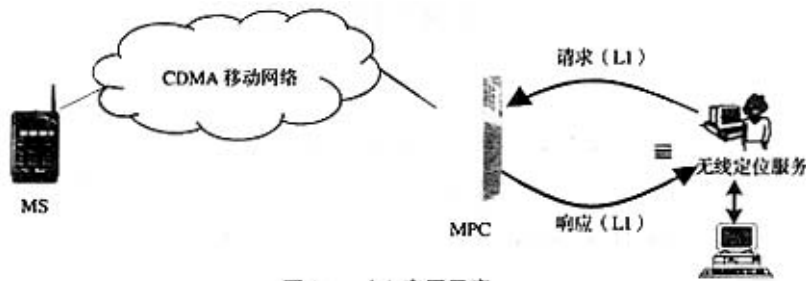 CDMA 移动网络
请求（L1）
无线定位服务
MS
MPC
响应（L1）